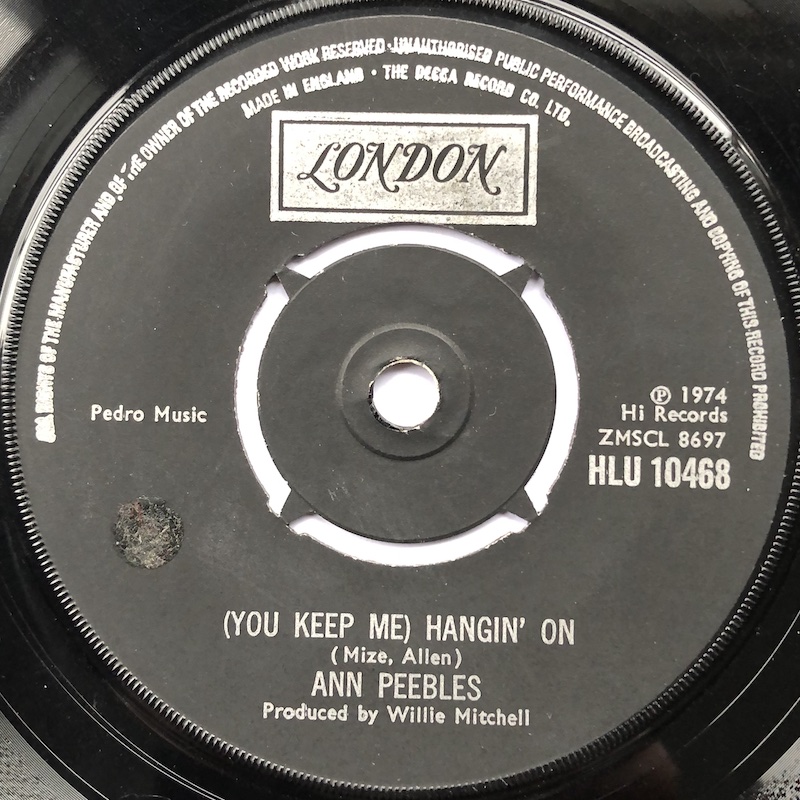 ALL RIGHTS OF THE MANUFACTURER AND OF THE OWNER OF THE RECORDED WORK RESERVED · UNAUTHORISED PUBLIC PERFORMANCE BROADCASTING AND COPYING OF THIS RECORD PROHIBITED
MADE IN ENGLAND · THE DECCA RECORD CO. LTD.
LONDON
Pedro Music
℗ 1974
Hi Records
ZMSCL 8697
HLU 10468
(YOU KEEP ME) HANGIN' ON
(Mize, Allen)
ANN PEEBLES
Produced by Willie Mitchell